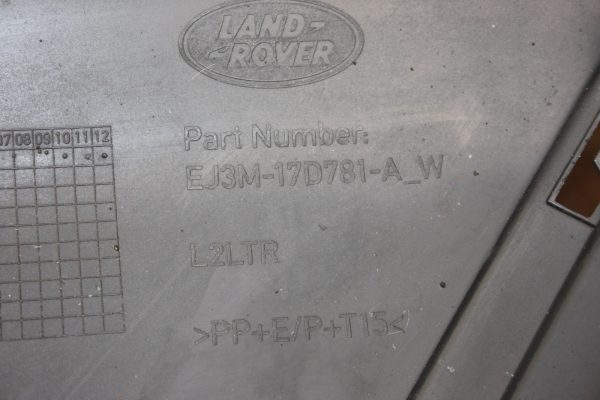 LAND-
-ROVER
07 08 09 10 11 12
Part Number:
EJ3M-17D781-A_W
L2LTR
>PP+E/P+T15<